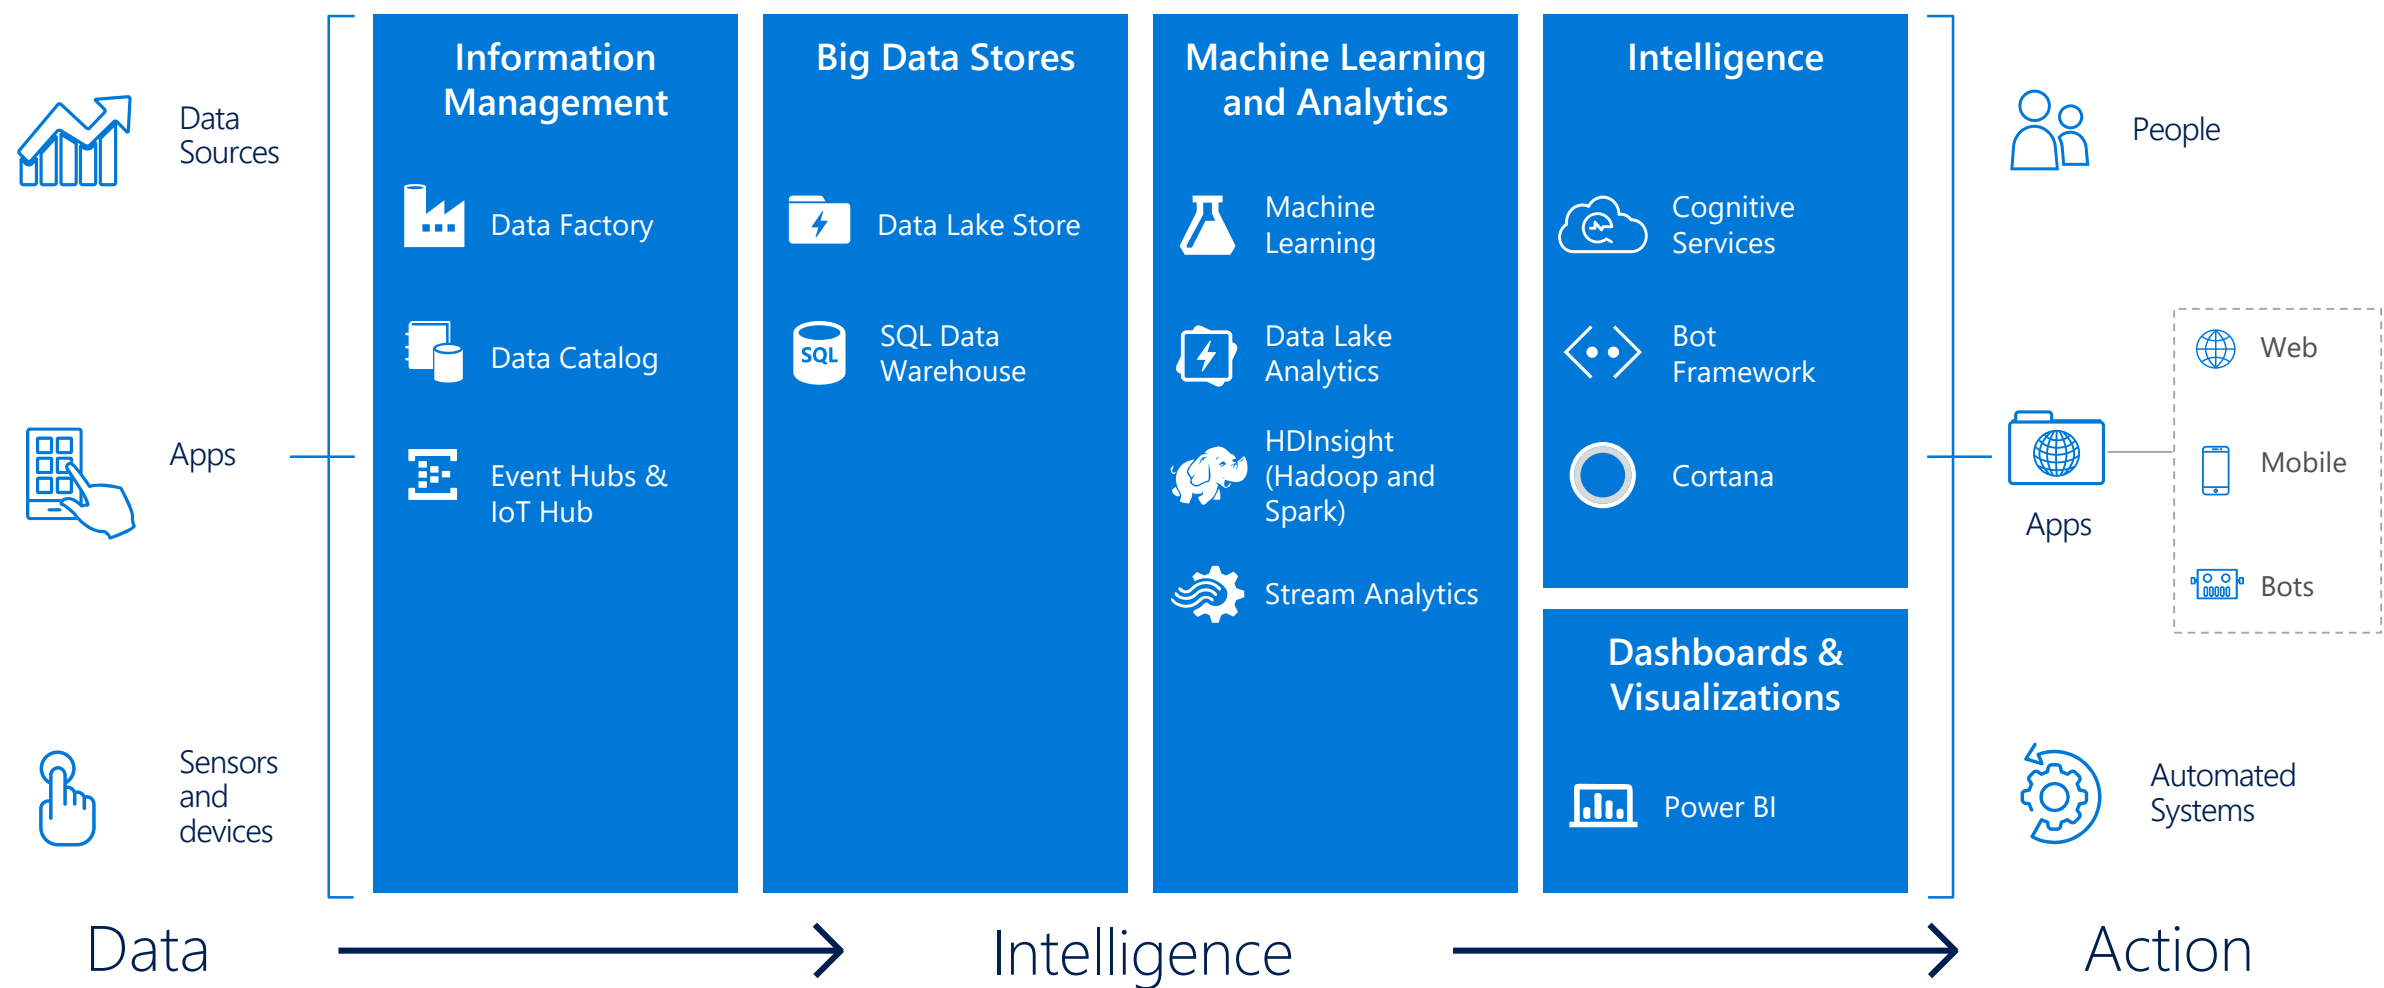 Data
Sources
Apps
Sensors
and
devices
Information
Management
Data Factory
Data Catalog
Event Hubs &
IoT Hub
Big Data Stores
Data Lake Store
SQL
SQL Data
Warehouse
Machine Learning
and Analytics
Machine
Learning
Data Lake
Analytics
HDInsight
(Hadoop and
Spark)
Stream Analytics
Intelligence
Cognitive
Services
Bot
Framework
Cortana
Dashboards &
Visualizations
Power BI
People
Apps
Web
Mobile
Bots
Automated
Systems
Data
Intelligence
Action